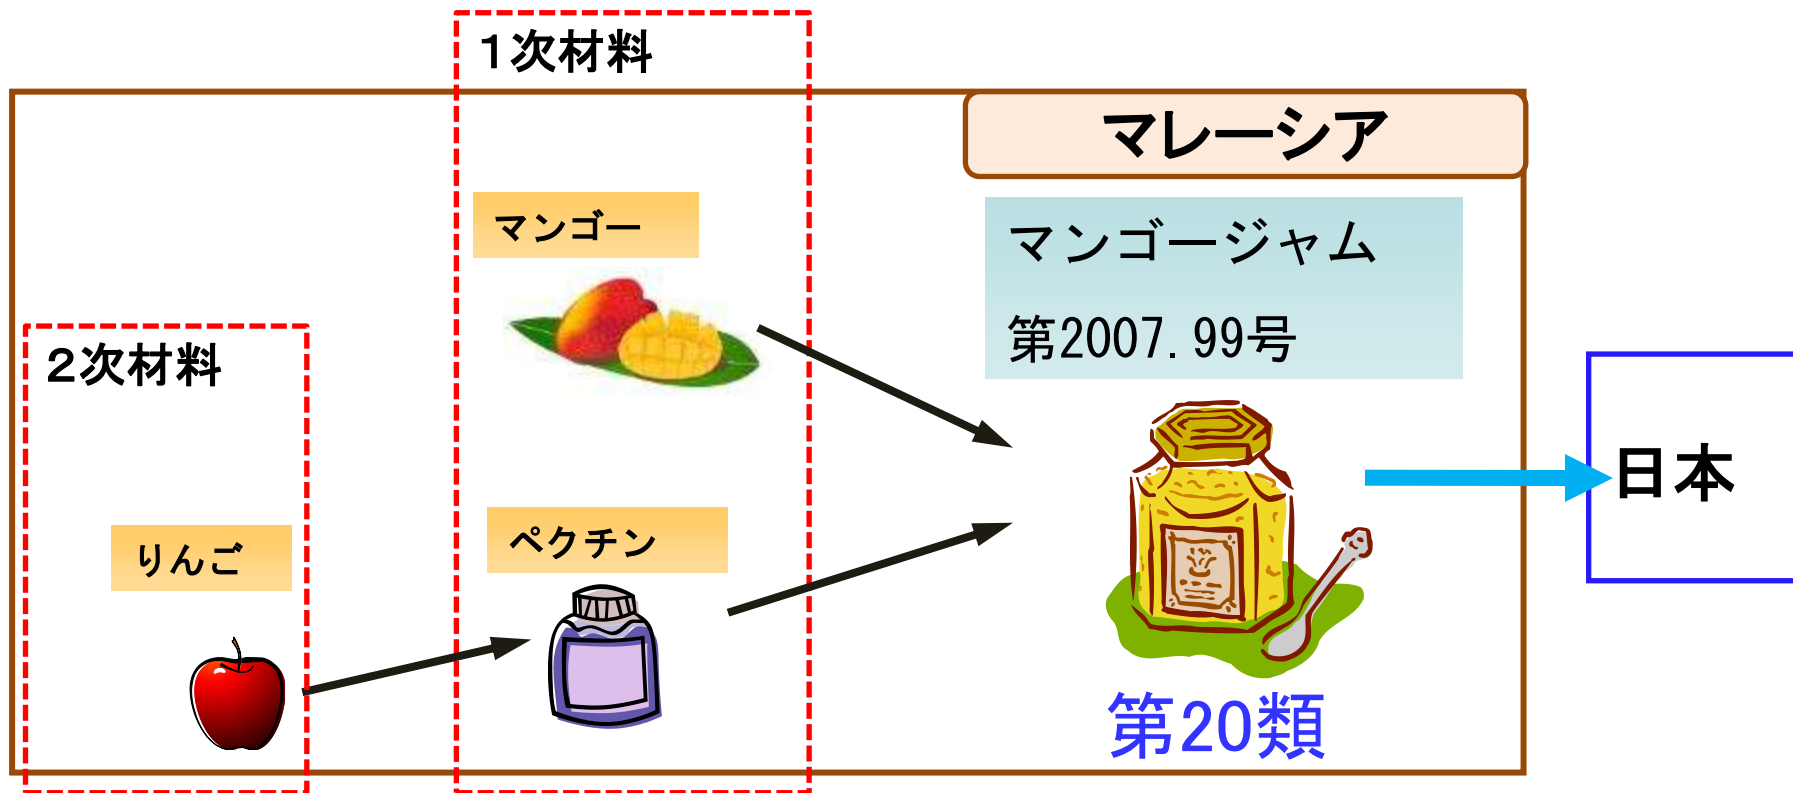 １次材料
マレーシア
マンゴー
マンゴージャム
第2007.99号
２次材料
日本
りんご
ペクチン
第20類